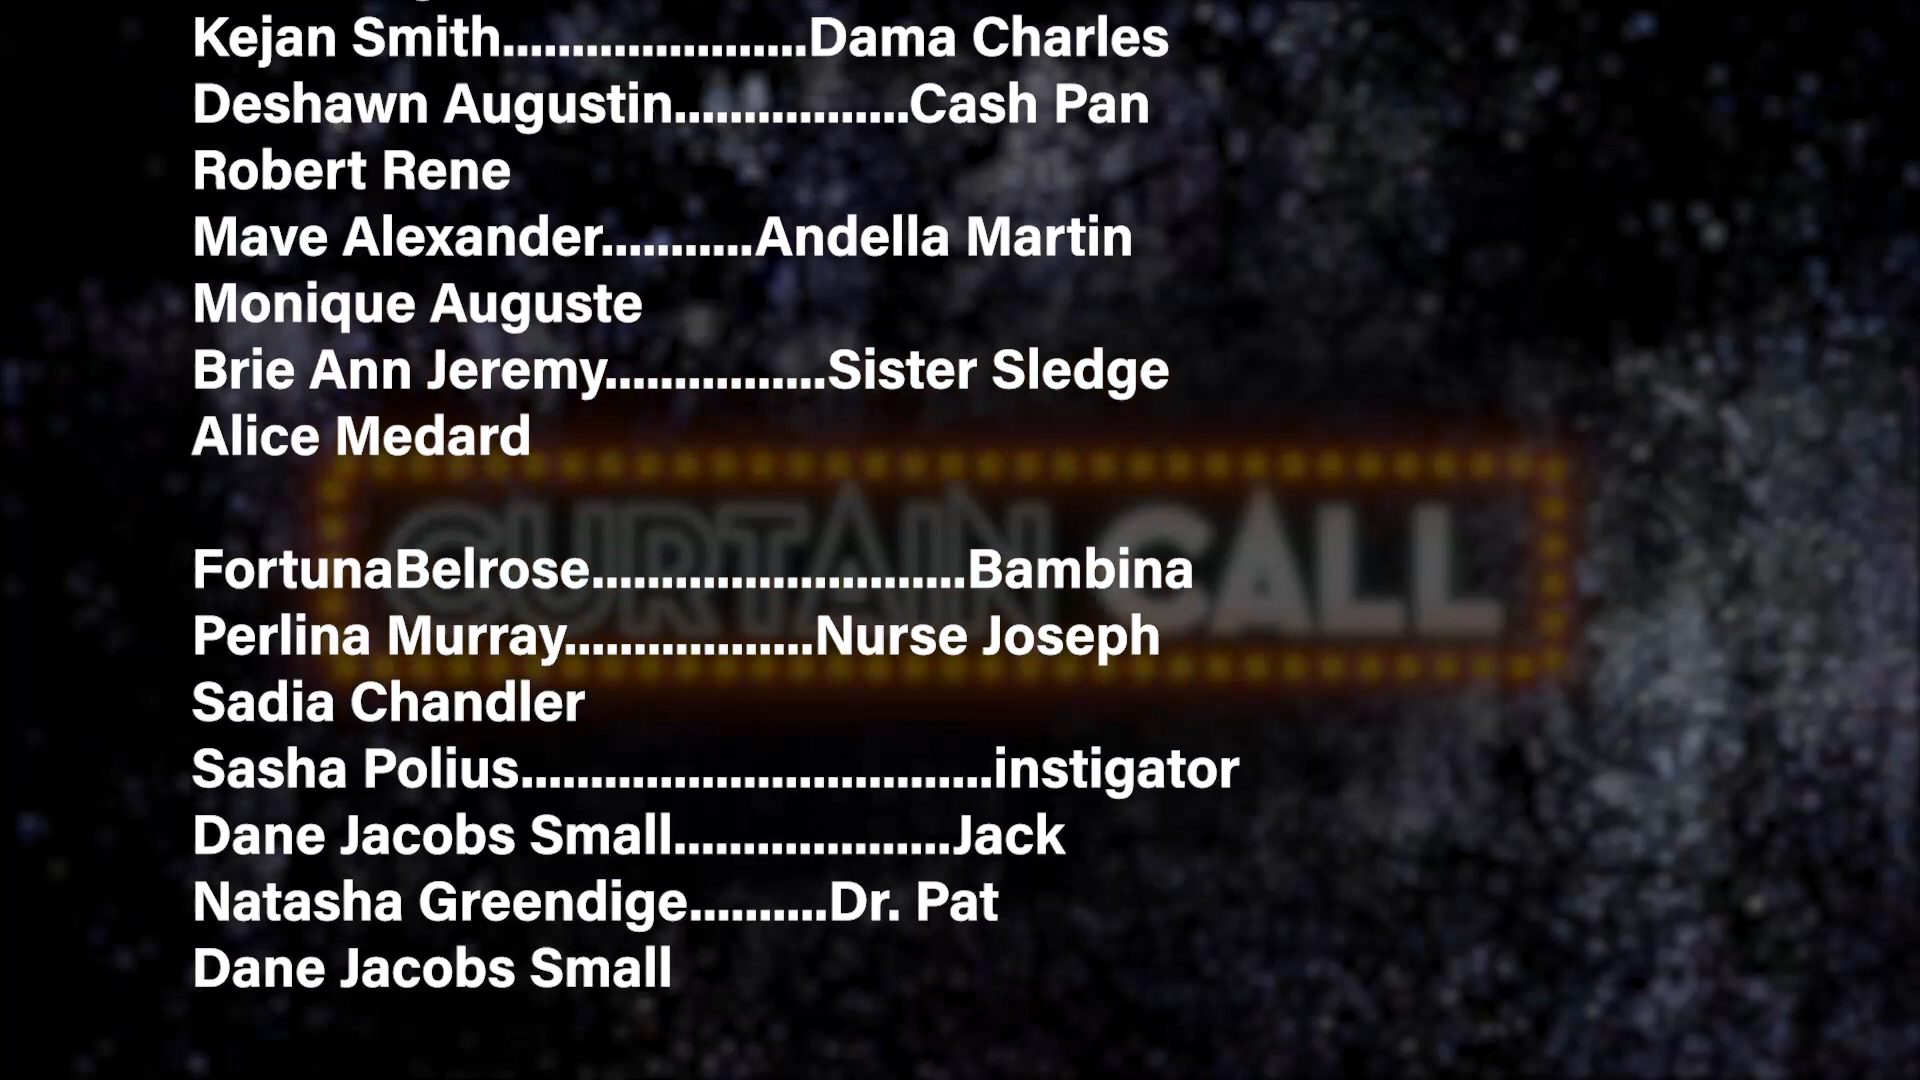 Kejan Smith......................Dama Charles
Deshawn Augustin.................Cash Pan
Robert Rene
Mave Alexander...........Andella Martin
Monique Auguste
Brie Ann Jeremy................Sister Sledge
Alice Medard
CURTAIN CALL
FortunaBelrose...........................Bambina
Perlina Murray..................Nurse Joseph
Sadia Chandler
Sasha Polius..................................instigator
Dane Jacobs Small....................Jack
Natasha Greendige..........Dr. Pat
Dane Jacobs Small